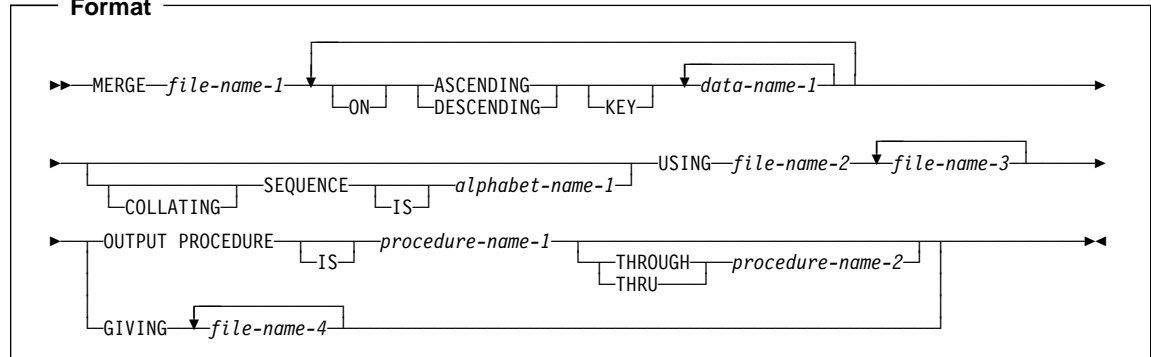 Format
MERGE file-name-1 ON ASCENDING DESCENDING KEY data-name-1
COLLATING SEQUENCE IS alphabet-name-1 USING file-name-2 file-name-3
OUTPUT PROCEDURE IS procedure-name-1 THROUGH THRU procedure-name-2
GIVING file-name-4